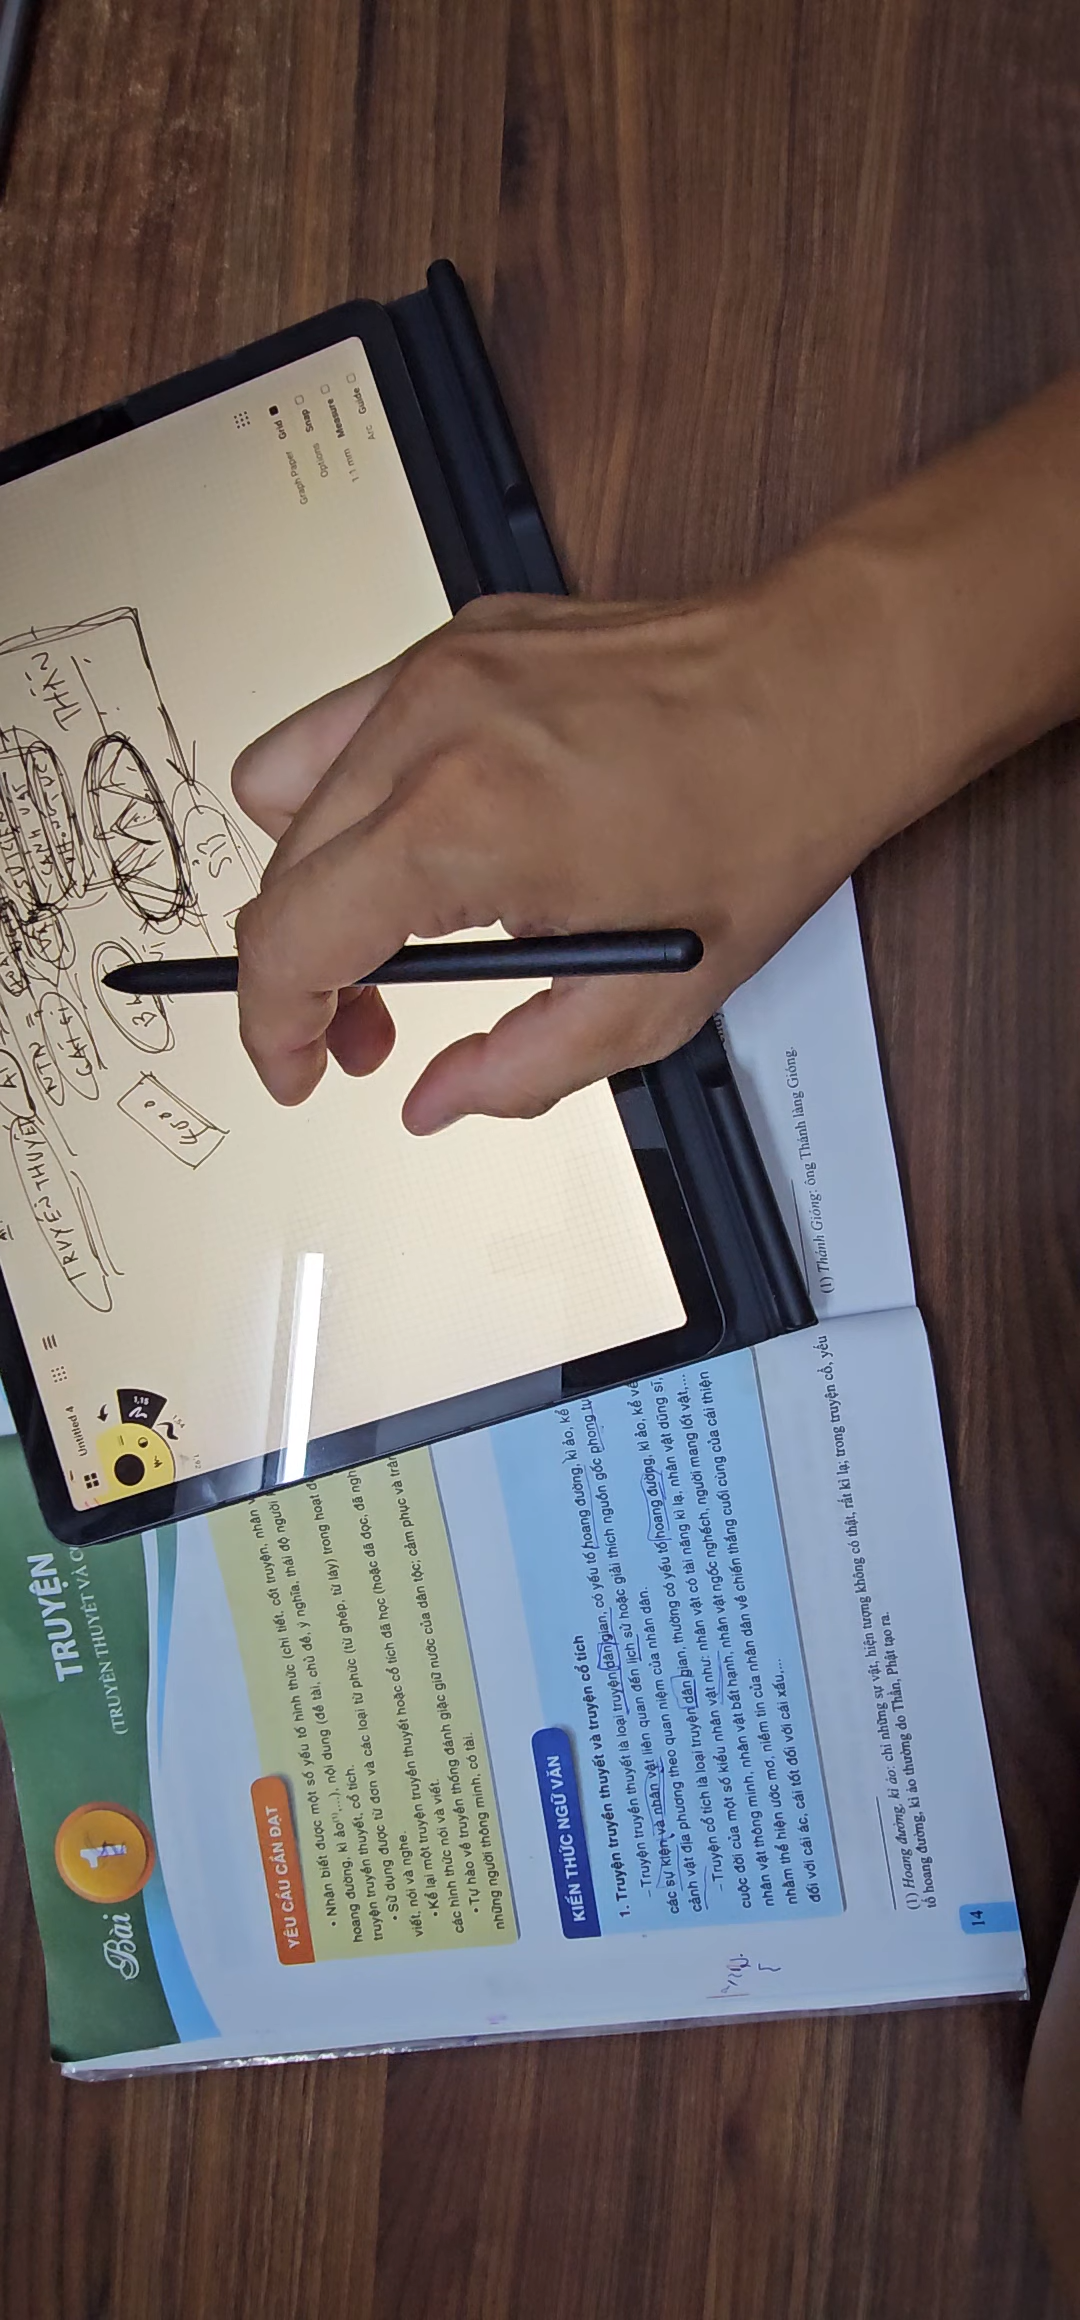 Bài 1
TRUYỆN
(TRUYỀN THUYẾT VÀ C
YÊU CẦU CẦN ĐẠT
• Nhận biết được một số yếu tố hình thức (chi tiết, cốt truyện, nhân v
hoang đường, kì ảo⁽¹⁾,...), nội dung (đề tài, chủ đề, ý nghĩa, thái độ người
truyện truyền thuyết, cổ tích.
• Sử dụng được từ đơn và các loại từ phức (từ ghép, từ láy) trong hoạt đ
viết, nói và nghe.
• Kể lại một truyện truyền thuyết hoặc cổ tích đã học (hoặc đã đọc, đã ngh
các hình thức nói và viết.
• Tự hào về truyền thống đánh giặc giữ nước của dân tộc; cảm phục và trân
những người thông minh, có tài.
KIẾN THỨC NGỮ VĂN
1. Truyện truyền thuyết và truyện cổ tích
– Truyện truyền thuyết là loại truyện dân gian, có yếu tố hoang đường, kì ảo, kể
các sự kiện và nhân vật liên quan đến lịch sử hoặc giải thích nguồn gốc phong tụ
cảnh vật địa phương theo quan niệm của nhân dân.
– Truyện cổ tích là loại truyện dân gian, thường có yếu tố hoang đường, kì ảo, kể về
cuộc đời của một số kiểu nhân vật như: nhân vật có tài năng kì lạ, nhân vật dũng sĩ,
nhân vật thông minh, nhân vật bất hạnh, nhân vật ngốc nghếch, người mang lốt vật,...
nhằm thể hiện ước mơ, niềm tin của nhân dân về chiến thắng cuối cùng của cái thiện
đối với cái ác, cái tốt đối với cái xấu,...
(1) Hoang đường, kì ảo: chỉ những sự vật, hiện tượng không có thật, rất kì lạ; trong truyện cổ, yếu
tố hoang đường, kì ảo thường do Thần, Phật tạo ra.
14
(1) Thánh Gióng: ông Thánh làng Gióng.
Untitled 4
1.54
Graph Paper Grid
Options Snap
1:1 mm Measure
Arc Guide
TRUYỀN THUYẾT
THẦN
CẢNH VẬT
4000
SỬ